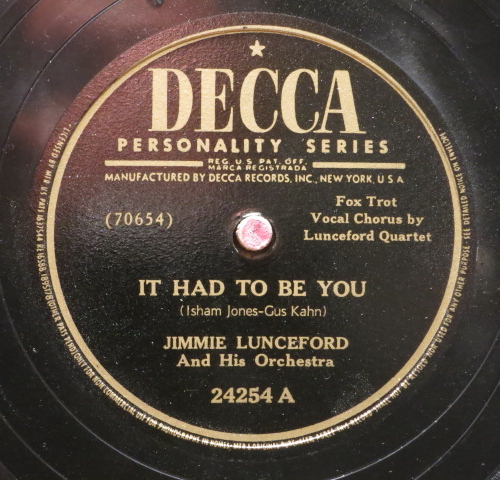 DECCA
PERSONALITY SERIES
REG. U.S. PAT. OFF.
MARCA REGISTRADA
MANUFACTURED BY DECCA RECORDS, INC., NEW YORK, U.S.A.
(70654)
Fox Trot
Vocal Chorus by
Lunceford Quartet
IT HAD TO BE YOU
(Isham Jones-Gus Kahn)
JIMMIE LUNCEFORD
And His Orchestra
24254 A